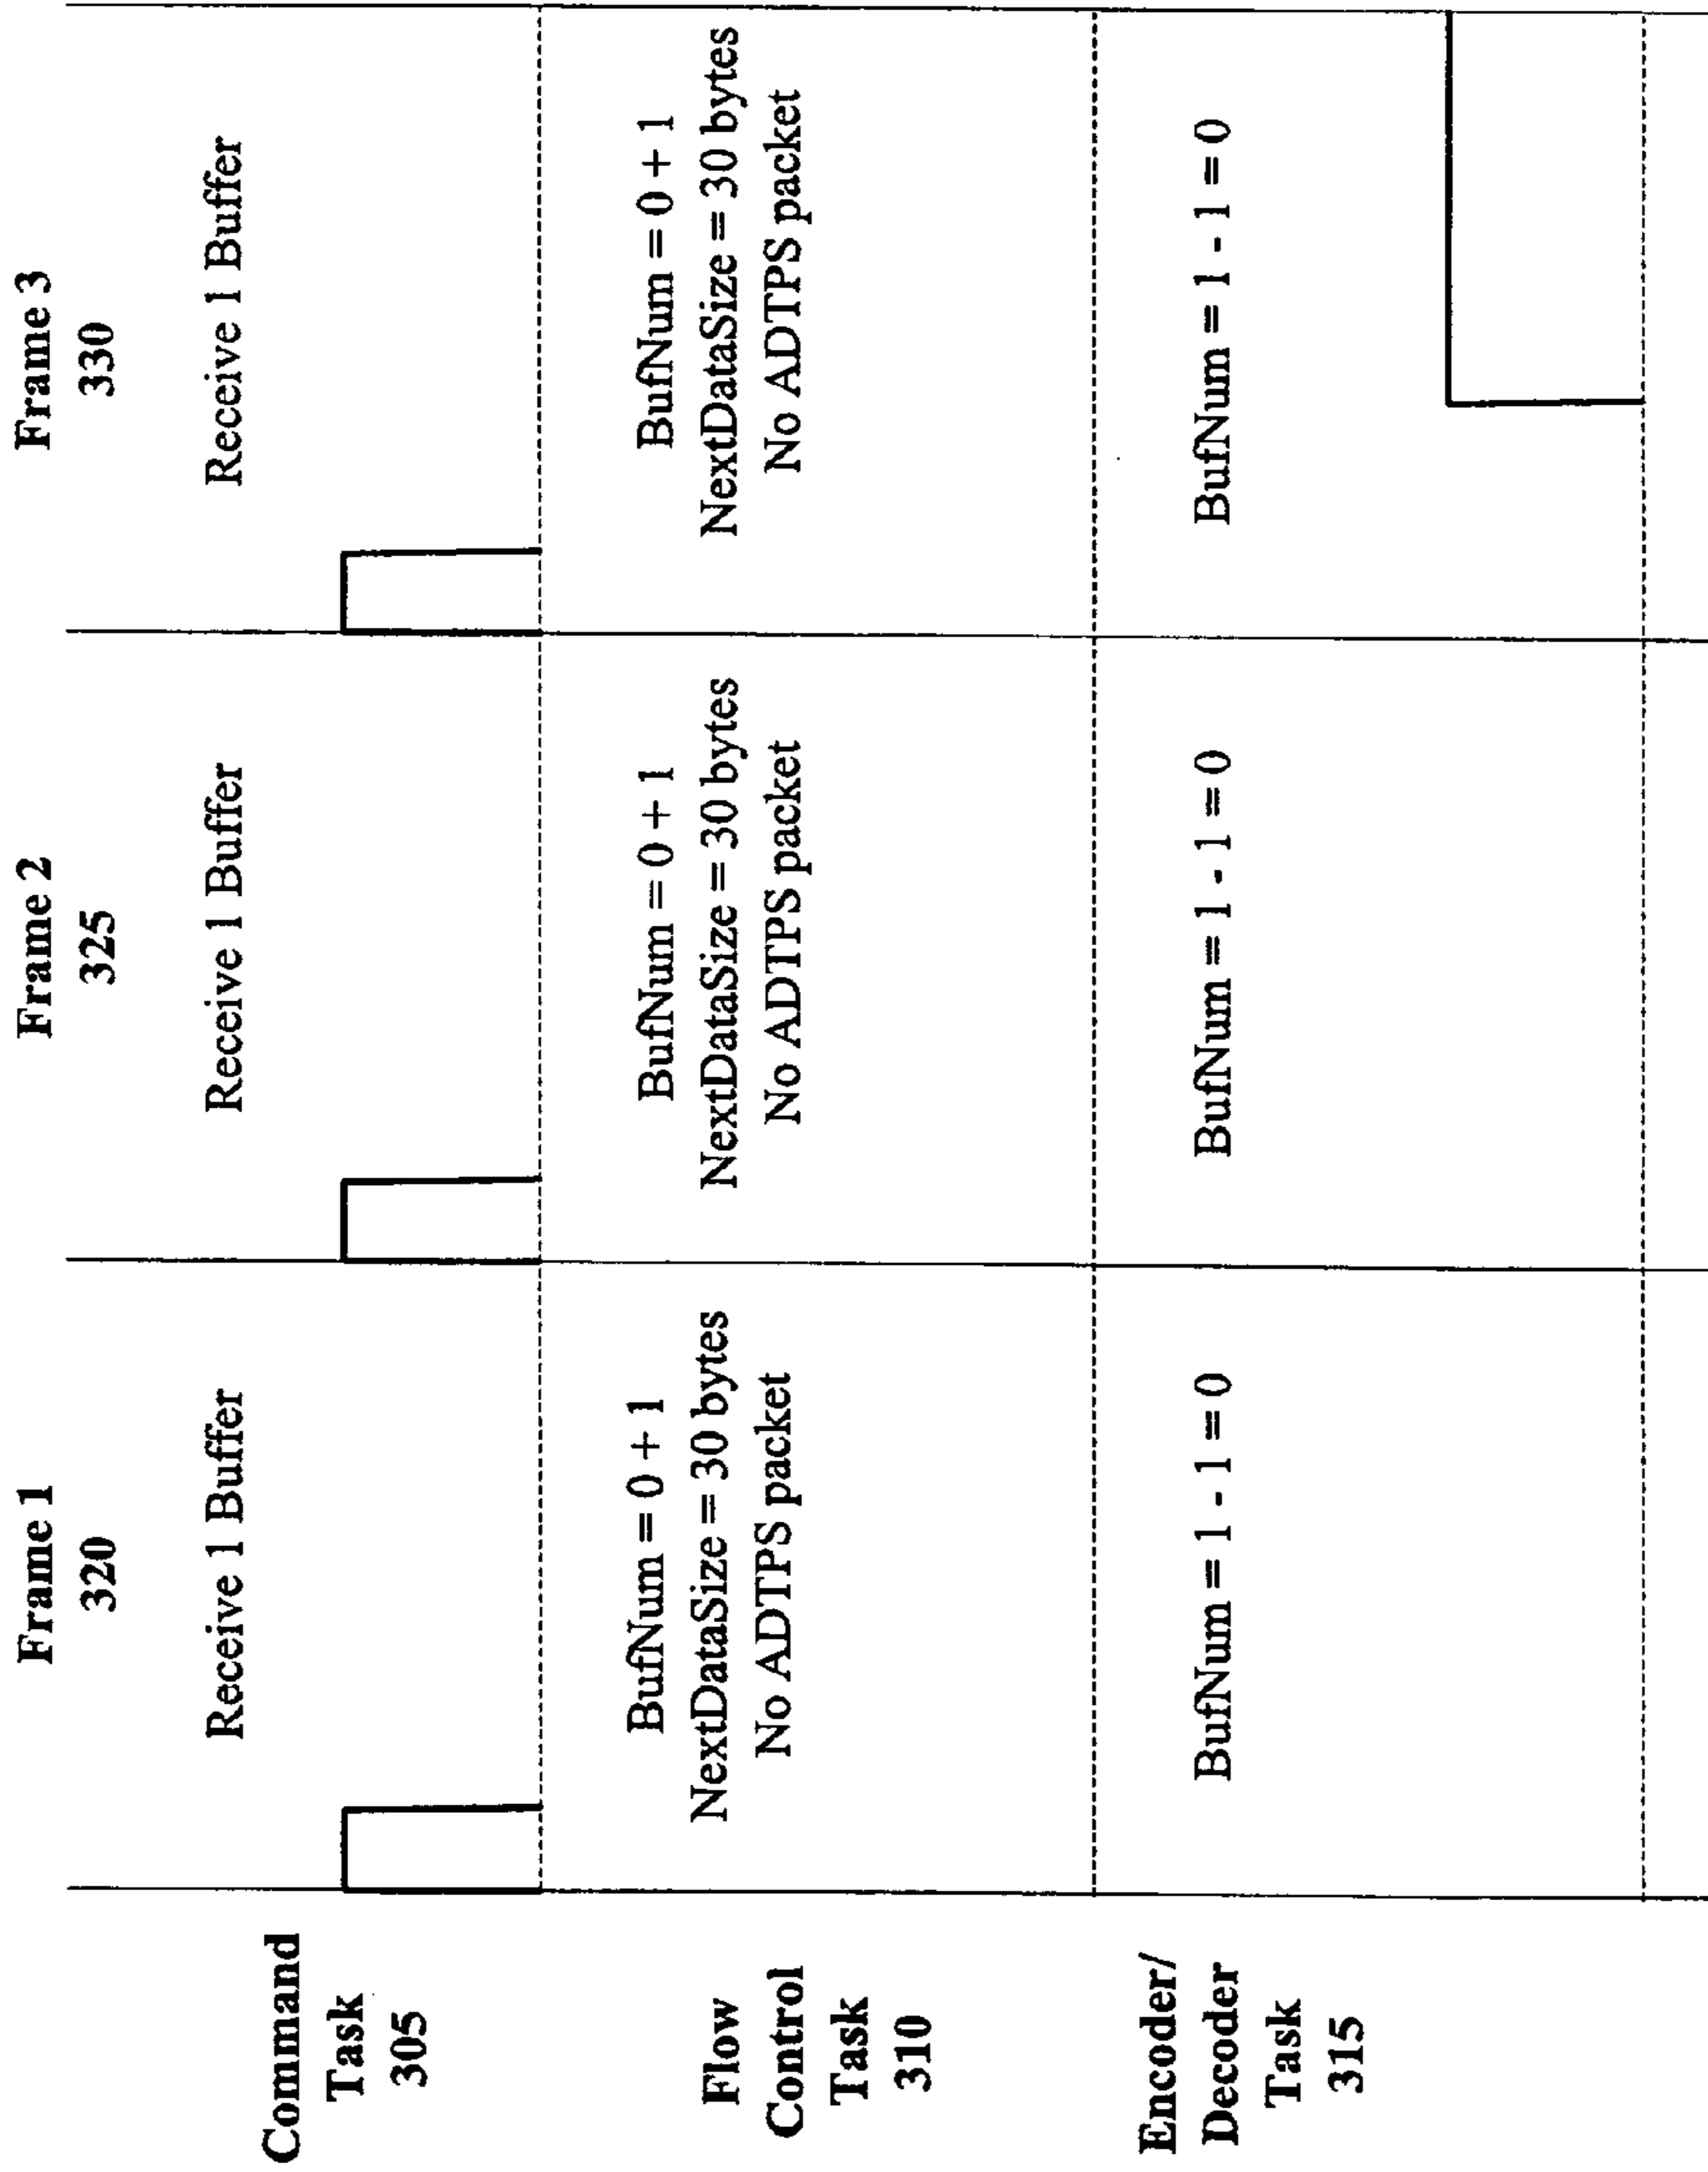 Frame 1
320
Frame 2
325
Frame 3
330
Command
Task
305
Receive 1 Buffer
Receive 1 Buffer
Receive 1 Buffer
Flow
Control
Task
310
BufNum = 0 + 1
NextDataSize = 30 bytes
No ADTPS packet
BufNum = 0 + 1
NextDataSize = 30 bytes
No ADTPS packet
BufNum = 0 + 1
NextDataSize = 30 bytes
No ADTPS packet
Encoder/
Decoder
Task
315
BufNum = 1 - 1 = 0
BufNum = 1 - 1 = 0
BufNum = 1 - 1 = 0